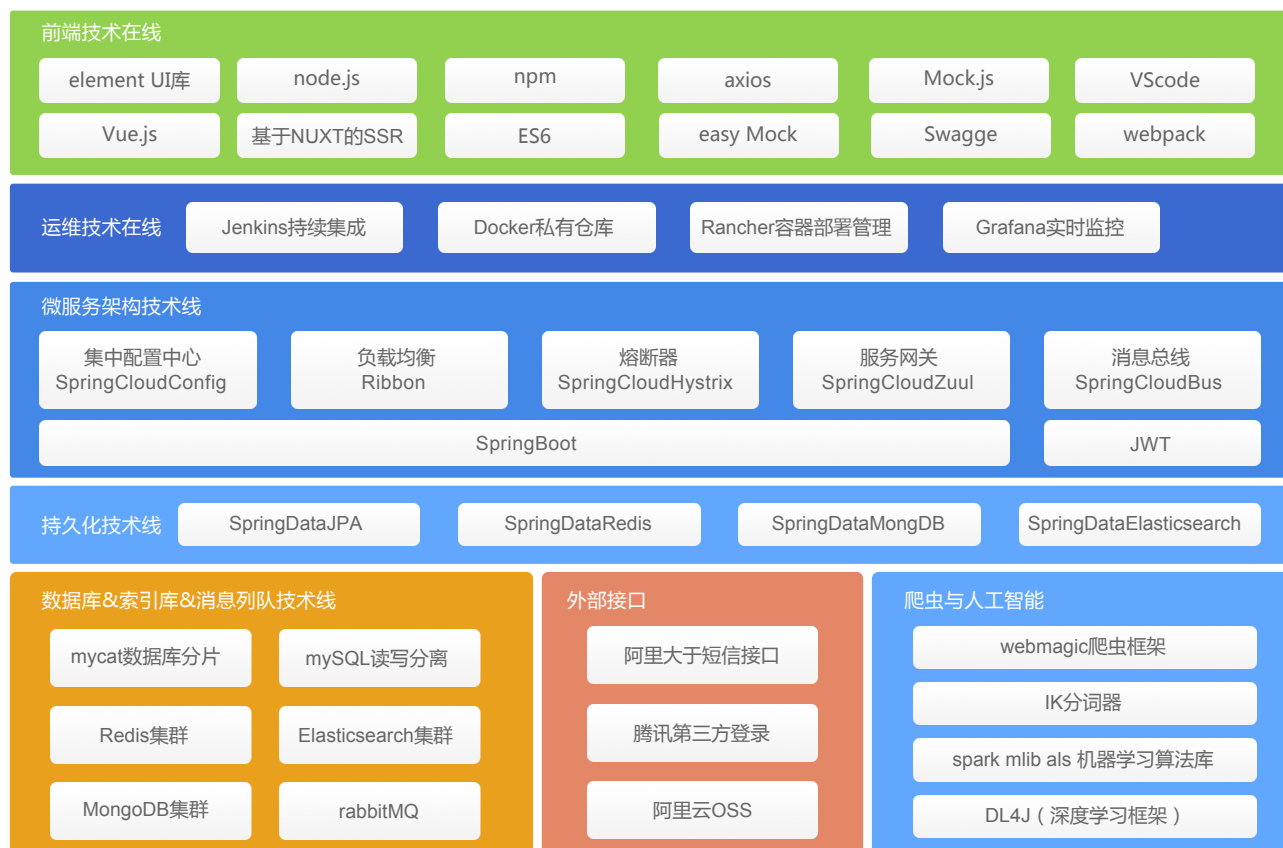 前端技术在线
element UI库
node.js
npm
axios
Mock.js
VScode
Vue.js
基于NUXT的SSR
ES6
easy Mock
Swagge
webpack
运维技术在线
Jenkins持续集成
Docker私有仓库
Rancher容器部署管理
Grafana实时监控
微服务架构技术线
集中配置中心
SpringCloudConfig
负载均衡
Ribbon
熔断器
SpringCloudHystrix
服务网关
SpringCloudZuul
消息总线
SpringCloudBus
SpringBoot
JWT
持久化技术线
SpringDataJPA
SpringDataRedis
SpringDataMongDB
SpringDataElasticsearch
数据库&索引库&消息列队技术线
mycat数据库分片
mySQL读写分离
Redis集群
Elasticsearch集群
MongoDB集群
rabbitMQ
外部接口
阿里大于短信接口
腾讯第三方登录
阿里云OSS
爬虫与人工智能
webmagic爬虫框架
IK分词器
spark mlib als 机器学习算法库
DL4J（深度学习框架）